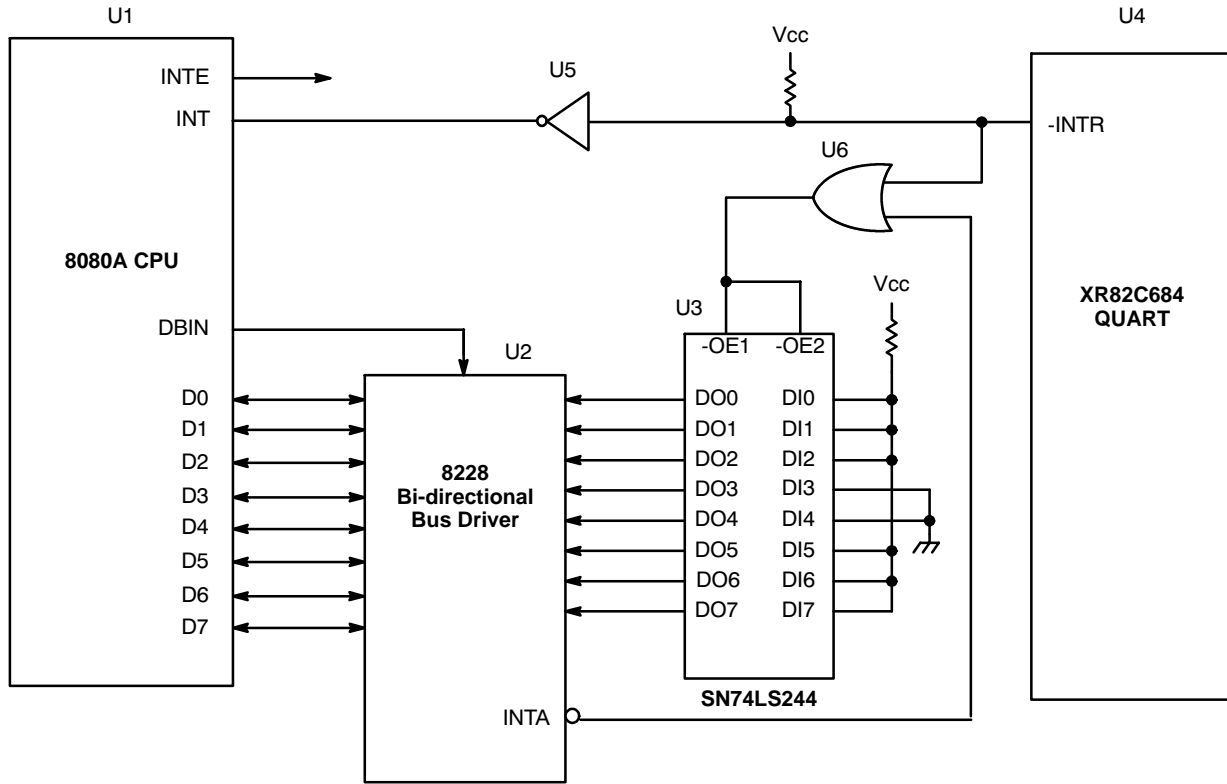 U1
U4
Vcc
INTE
U5
INT
-INTR
U6
8080A CPU
Vcc
XR82C684
QUART
U3
DBIN
U2
-OE1 -OE2
D0
DO0 DI0
D1
DO1 DI1
D2
DO2 DI2
8228
Bi-directional
Bus Driver
D3
DO3 DI3
D4
DO4 DI4
D5
DO5 DI5
D6
DO6 DI6
D7
DO7 DI7
SN74LS244
INTA